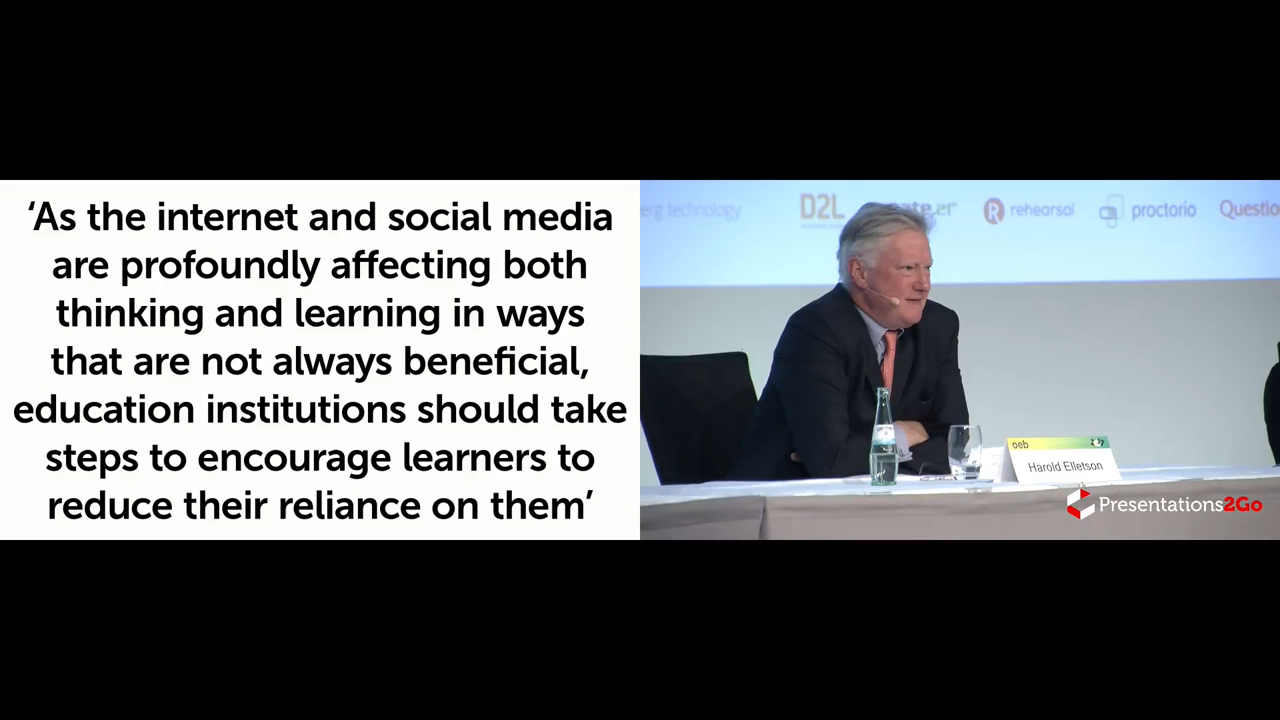 ‘As the internet and social media
are profoundly affecting both
thinking and learning in ways
that are not always beneficial,
education institutions should take
steps to encourage learners to
reduce their reliance on them’
technology
D2L
rehearsal
proctorio
oeb
Harold Elletson
Presentations2Go